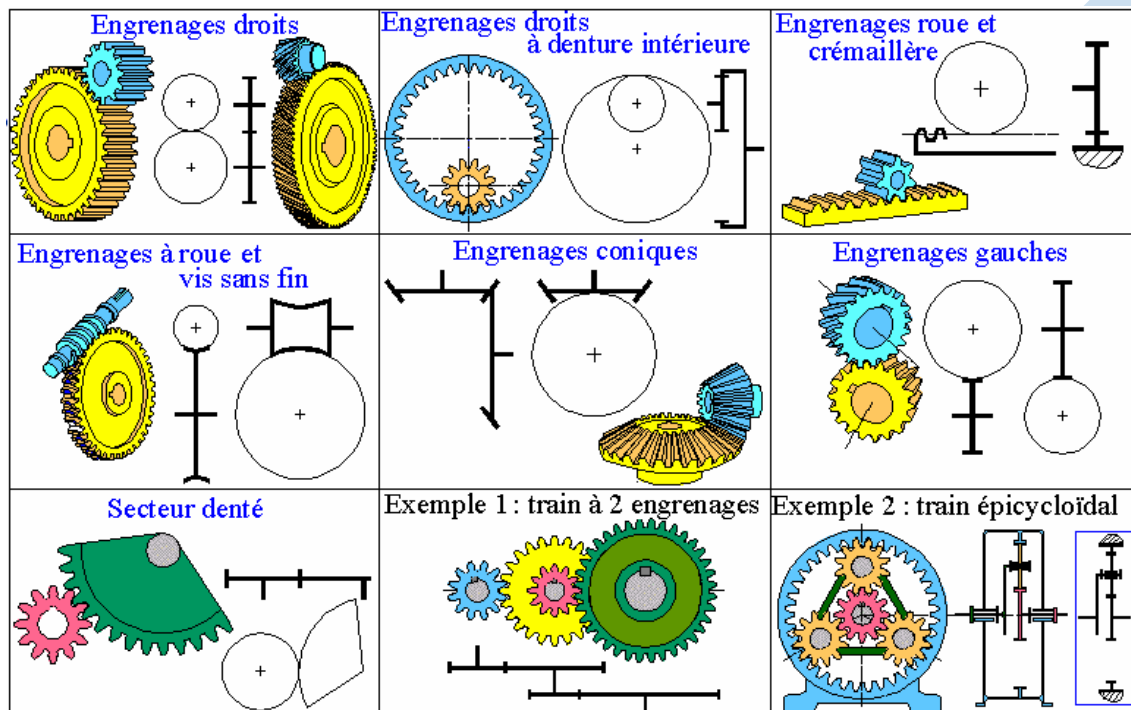 Engrenages droits
Engrenages droits
à denture intérieure
Engrenages roue et
crémaillère
Engrenages à roue et
vis sans fin
Engrenages coniques
Engrenages gauches
Secteur denté
Exemple 1 : train à 2 engrenages
Exemple 2 : train épicycloïdal